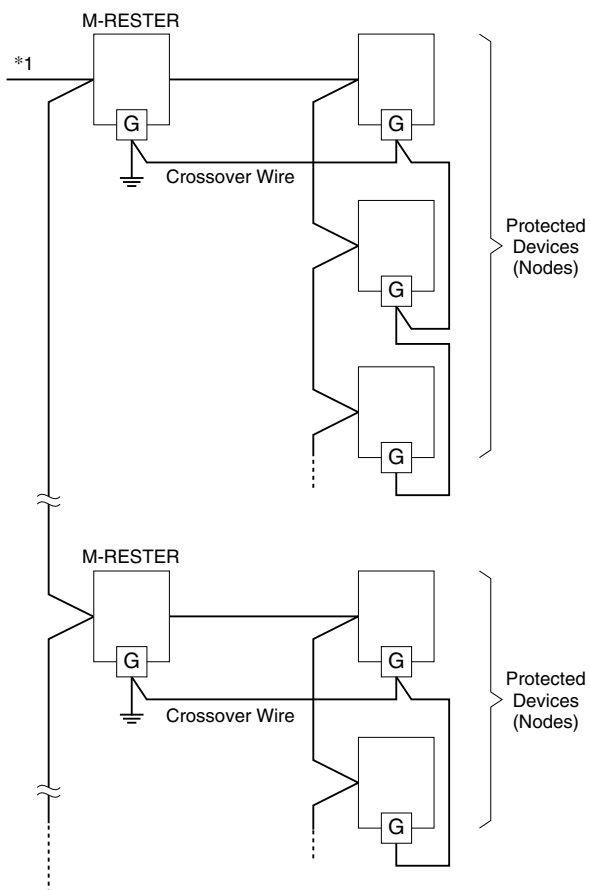 M-RESTER
*1
G
G
Crossover Wire
G
Protected
Devices
(Nodes)
G
M-RESTER
G
G
Crossover Wire
Protected
Devices
(Nodes)
G